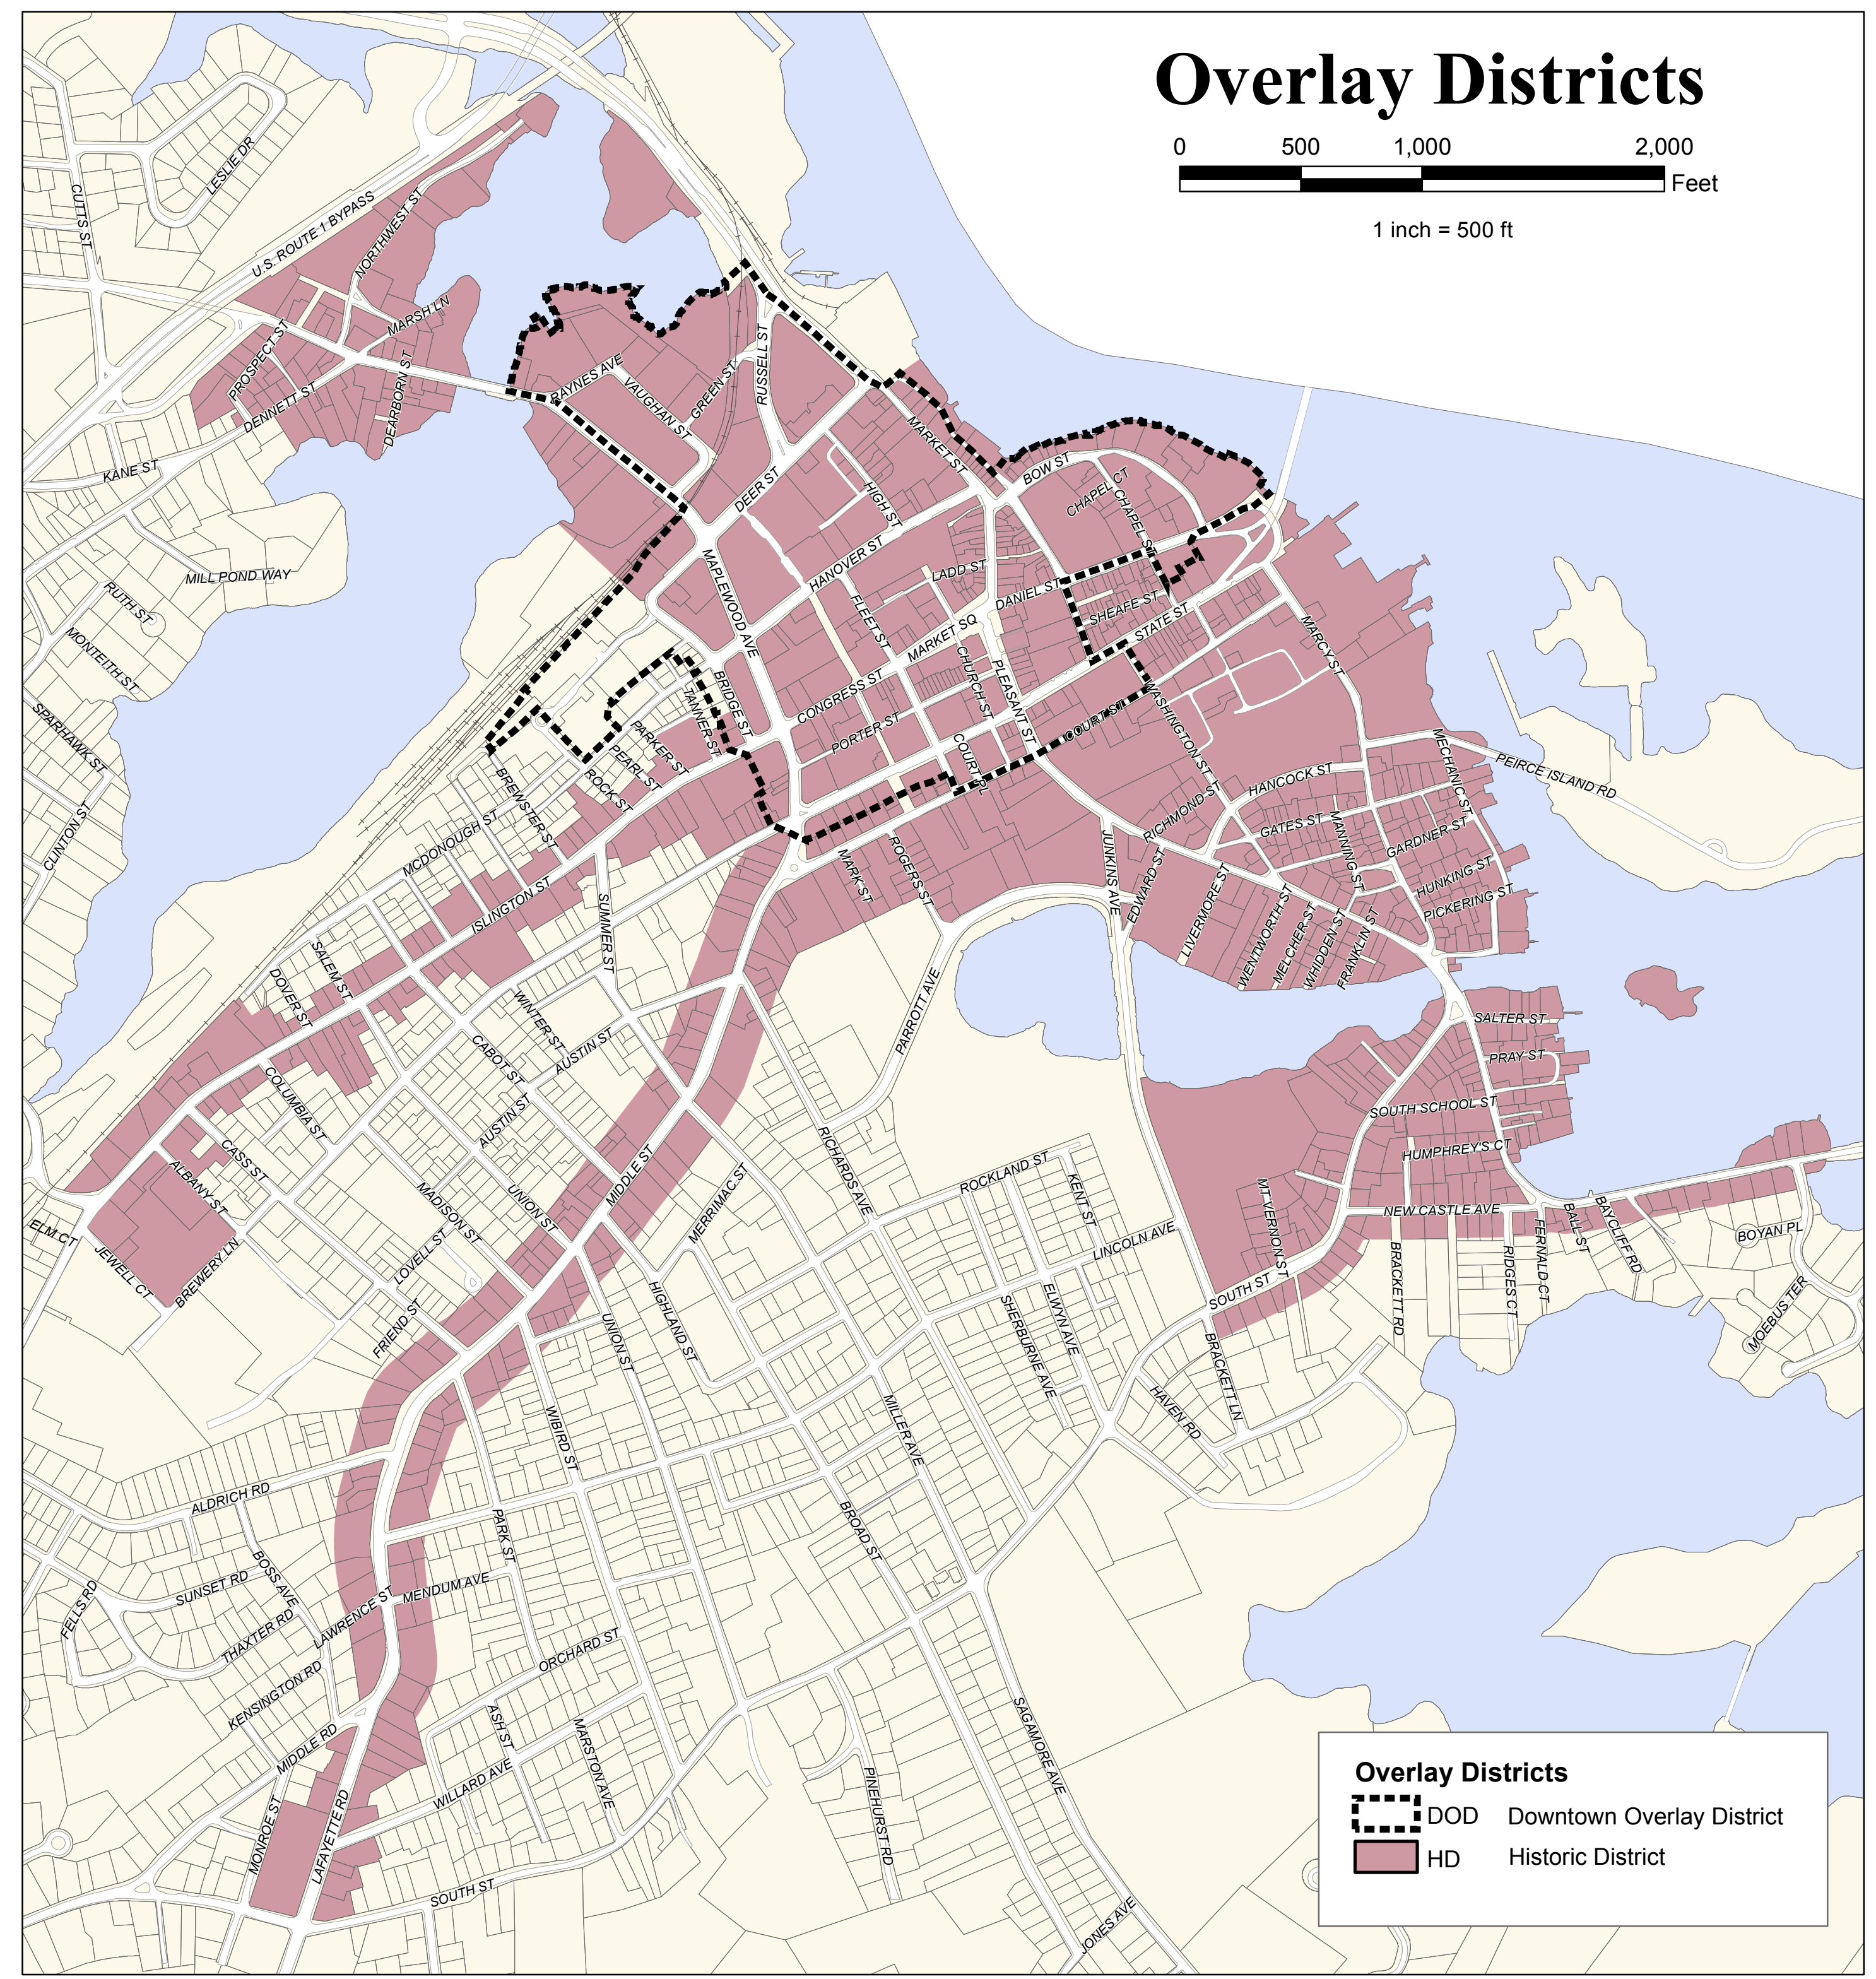 Overlay Districts
0 500 1,000 2,000
Feet
1 inch = 500 ft
LESLIE DR
CUTTS ST
U.S. ROUTE 1 BYPASS
NORTHWEST ST
MARSH LN
PROSPECT ST
DENNETT ST
DEARBORN ST
KANE ST
RAYNES AVE
VAUGHAN ST
GREEN ST
RUSSELL ST
DEER ST
MARKET ST
HIGH ST
BOW ST
CHAPEL CT
CHAPEL ST
MILL POND WAY
RUTH ST
MONTEITH ST
MAPLEWOOD AVE
HANOVER ST
LADD ST
FLEET ST
DANIEL ST
SHEAFE ST
STATE ST
MARKET SQ
MARCY ST
CHURCH ST
PLEASANT ST
CONGRESS ST
PORTER ST
BRIDGE ST
TANNER ST
PARKER ST
PEARL ST
ROCK ST
COURT ST
COURT PL
WASHINGTON ST
SPARHAWK ST
CLINTON ST
BREWSTER ST
MCDONOUGH ST
ISLINGTON ST
SUMMER ST
MARK ST
ROGERS ST
JUNKINS AVE
EDWARD ST
RICHMOND ST
HANCOCK ST
GATES ST
MANNING ST
MECHANIC ST
PEIRCE ISLAND RD
GARDNER ST
HUNKING ST
PICKERING ST
LIVERMORE ST
WENTWORTH ST
MELCHER ST
WHIDDEN ST
FRANKLIN ST
SALEM ST
DOVER ST
WINTER ST
AUSTIN ST
CABOT ST
AUSTIN ST
PARROTT AVE
SALTER ST
PRAY ST
SOUTH SCHOOL ST
HUMPHREY'S CT
COLUMBIA ST
CASS ST
ALBANY ST
MADISON ST
UNION ST
MIDDLE ST
MERRIMAC ST
RICHARDS AVE
ROCKLAND ST
KENT ST
LINCOLN AVE
MT VERNON ST
NEW CASTLE AVE
SOUTH ST
BRACKETT RD
RIDGES CT
FERNALD CT
BALL ST
BAYCLIFF RD
BOYAN PL
MOEBUS TER
ELM CT
JEWELL CT
BREWERY LN
LOVELL ST
FRIEND ST
HIGHLAND ST
UNION ST
SHERBURNE AVE
ELWYN AVE
BRACKETT LN
HAVEN RD
WIBIRD ST
MILLER AVE
BROAD ST
ALDRICH RD
PARK ST
BOSS AVE
SUNSET RD
FELLS RD
THAXTER RD
LAWRENCE ST
MENDUM AVE
KENSINGTON RD
ORCHARD ST
MIDDLE RD
ASH ST
MARSTON AVE
WILLARD AVE
MONROE ST
LAFAYETTE RD
SOUTH ST
PINEHURST RD
SAGAMORE AVE
JONES AVE
Overlay Districts
DOD Downtown Overlay District
HD Historic District